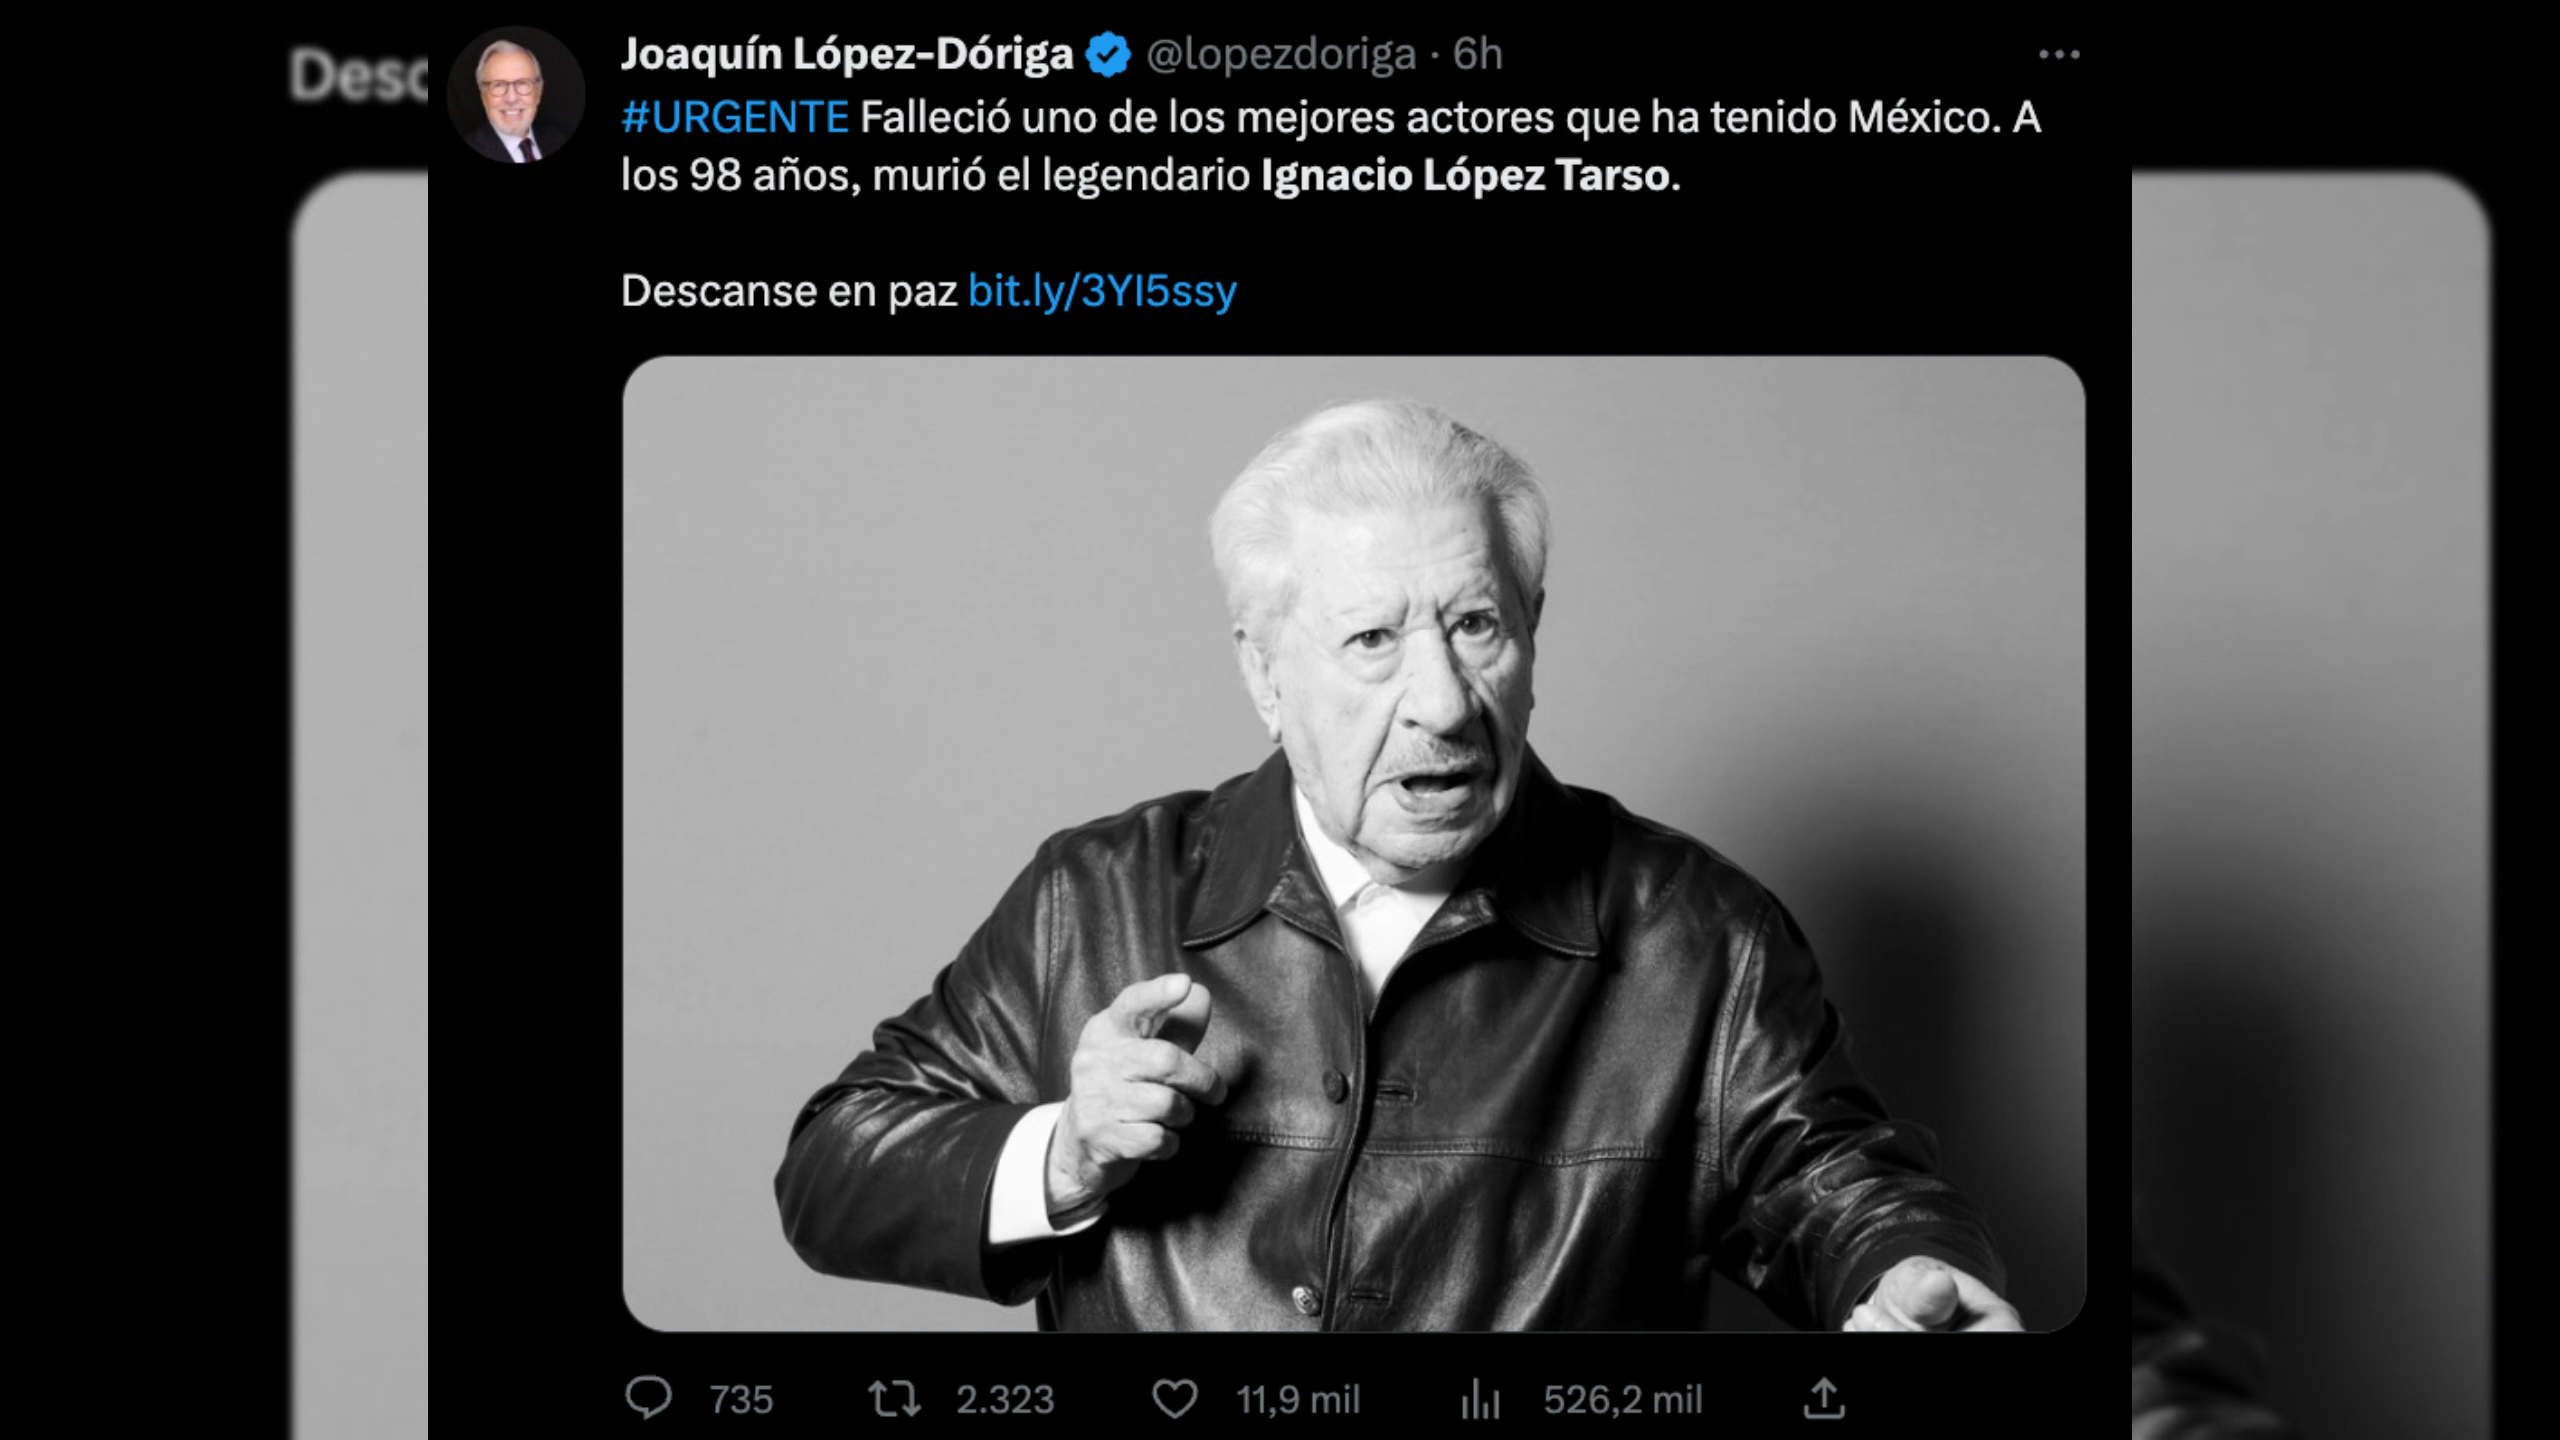 Desc
Joaquín López-Dóriga @lopezdoriga · 6h
#URGENTE Falleció uno de los mejores actores que ha tenido México. A
los 98 años, murió el legendario Ignacio López Tarso.
Descanse en paz bit.ly/3YI5ssy
735 2.323 11,9 mil 526,2 mil